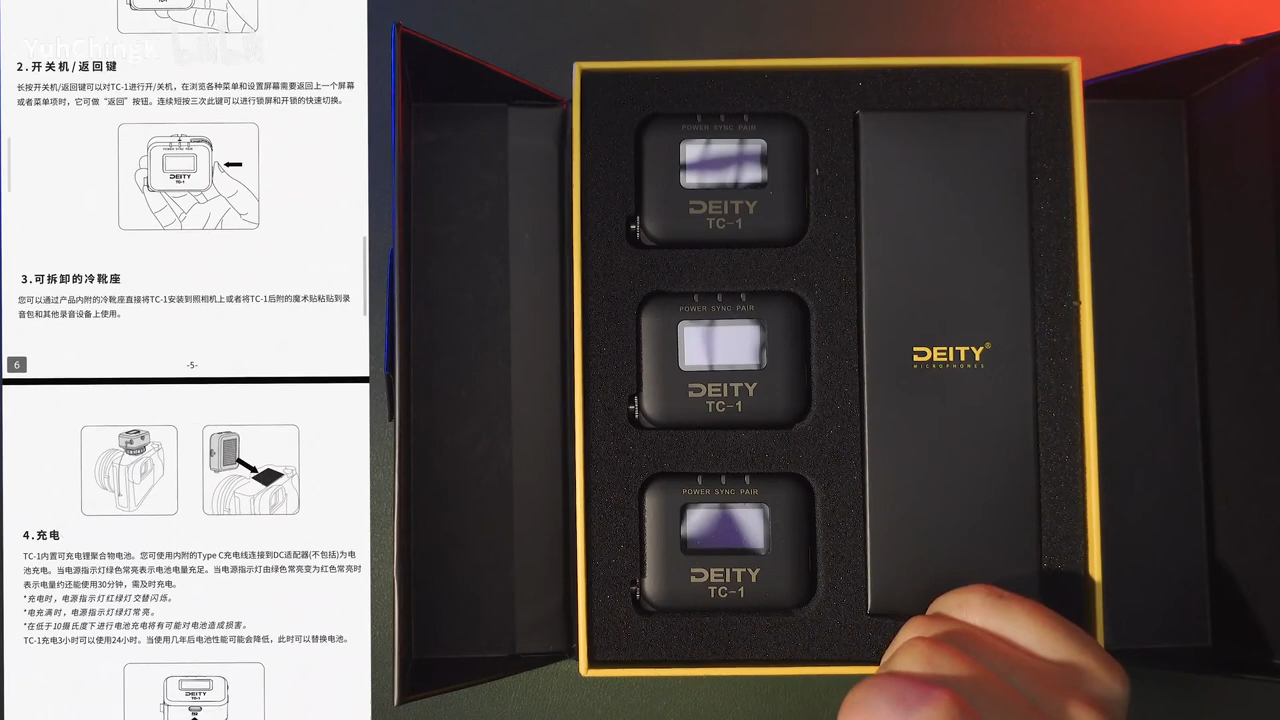 YuhChingk
2.开关机/返回键
长按开关机/返回键可以对TC-1进行开/关机，在浏览各种菜单和设置屏幕需要返回上一个屏幕
或者菜单项时，它可做“返回”按钮。连续短按三次此键可以进行锁屏和开锁的快速切换。
POWER SYNC PAIR
DEITY
TC-1
3.可拆卸的冷靴座
您可以通过产品内附的冷靴座直接将TC-1安装到照相机上或者将TC-1后附的魔术贴粘贴到录
音包和其他录音设备上使用。
6
-5-
4.充电
TC-1内置可充电锂聚合物电池。您可使用内附的Type C充电线连接到DC适配器(不包括)为电
池充电。当电源指示灯绿色常亮表示电池电量充足。当电源指示灯由绿色常亮变为红色常亮时
表示电量约还能使用30分钟，需及时充电。
*充电时，电源指示灯红绿灯交替闪烁。
*电充满时，电源指示灯绿灯常亮。
*在低于10摄氏度下进行电池充电将有可能对电池造成损害。
TC-1充电3小时可以使用24小时。当使用几年后电池性能可能会降低，此时可以替换电池。
DEITY
TC-1
POWER SYNC PAIR
DEITY
TC-1
POWER SYNC PAIR
DEITY
TC-1
POWER SYNC PAIR
DEITY
TC-1
DEITY®
MICROPHONES